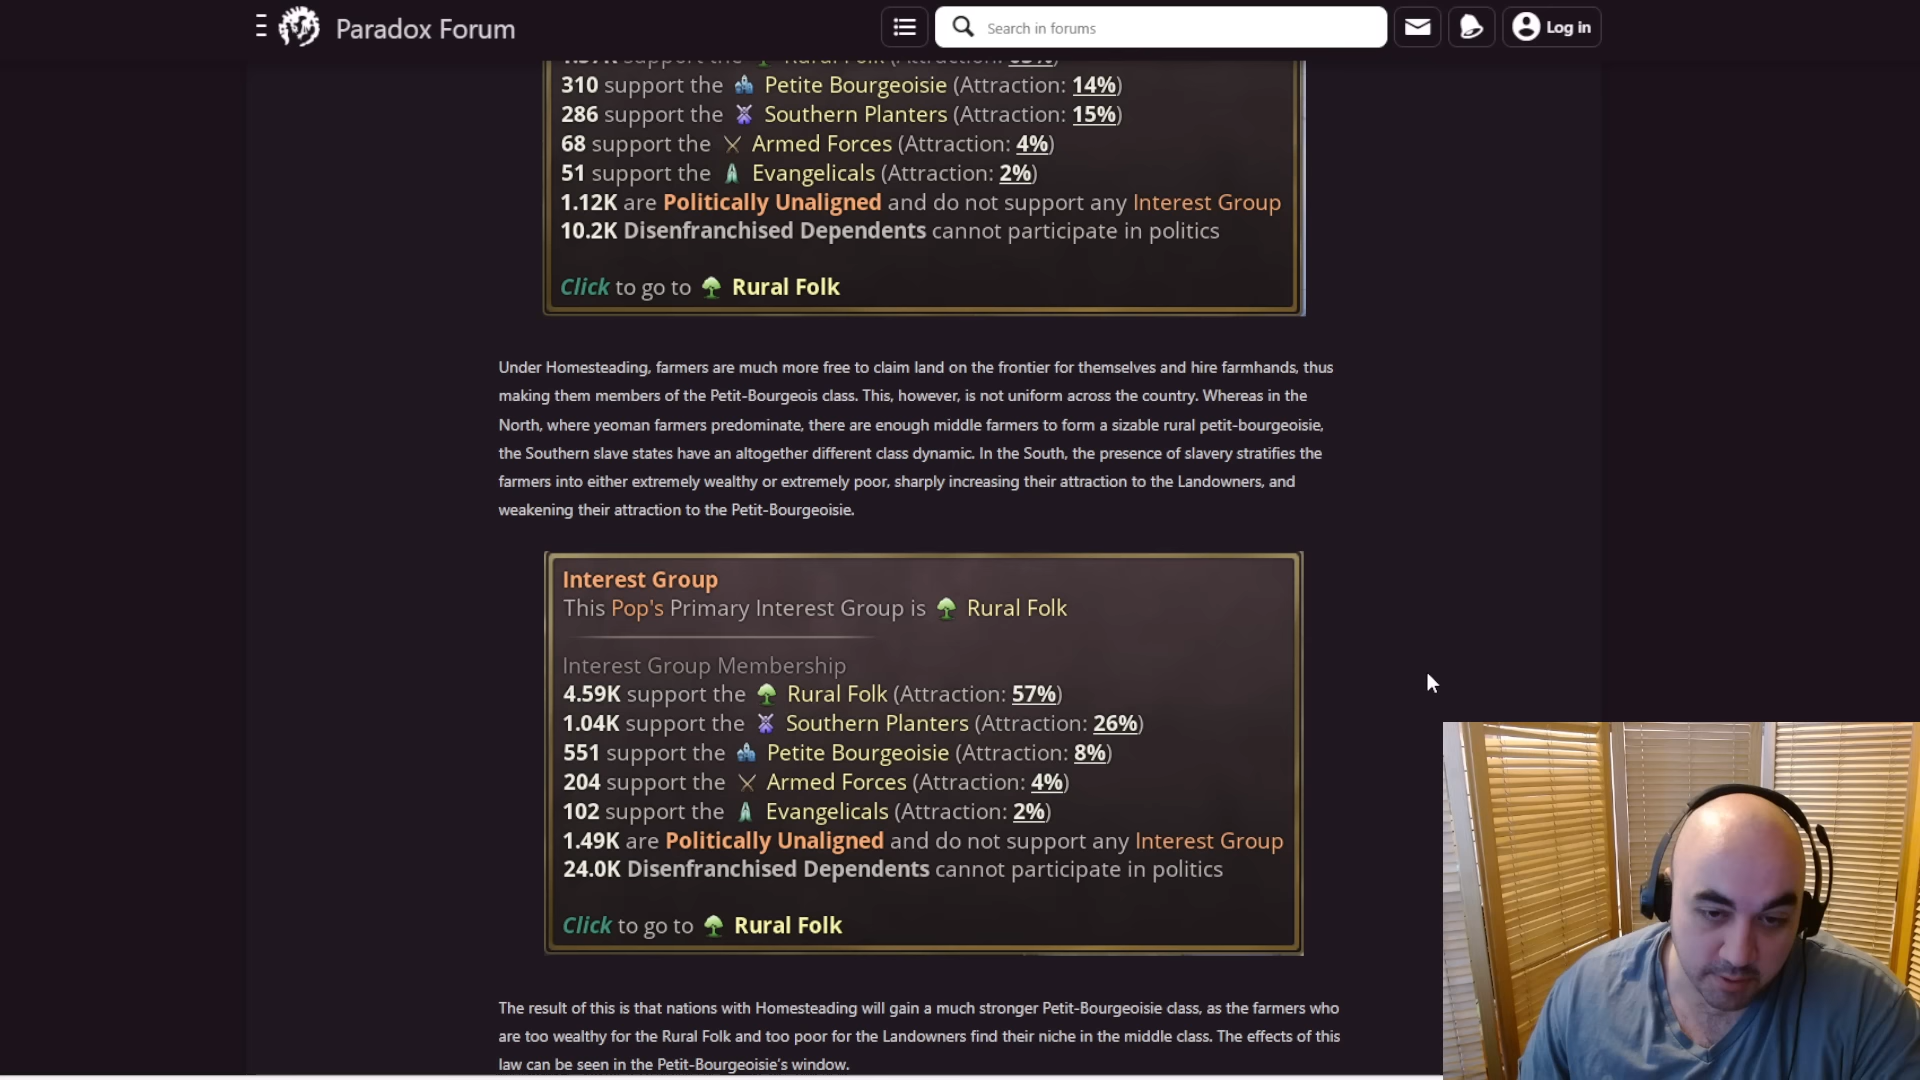 Paradox Forum
Search in forums
Log in
1.57K support the Rural Folk (Attraction: 63%)
310 support the Petite Bourgeoisie (Attraction: 14%)
286 support the Southern Planters (Attraction: 15%)
68 support the Armed Forces (Attraction: 4%)
51 support the Evangelicals (Attraction: 2%)
1.12K are Politically Unaligned and do not support any Interest Group
10.2K Disenfranchised Dependents cannot participate in politics
Click to go to Rural Folk
Under Homesteading, farmers are much more free to claim land on the frontier for themselves and hire farmhands, thus
making them members of the Petit-Bourgeois class. This, however, is not uniform across the country. Whereas in the
North, where yeoman farmers predominate, there are enough middle farmers to form a sizable rural petit-bourgeoisie,
the Southern slave states have an altogether different class dynamic. In the South, the presence of slavery stratifies the
farmers into either extremely wealthy or extremely poor, sharply increasing their attraction to the Landowners, and
weakening their attraction to the Petit-Bourgeoisie.
Interest Group
This Pop's Primary Interest Group is Rural Folk
Interest Group Membership
4.59K support the Rural Folk (Attraction: 57%)
1.04K support the Southern Planters (Attraction: 26%)
551 support the Petite Bourgeoisie (Attraction: 8%)
204 support the Armed Forces (Attraction: 4%)
102 support the Evangelicals (Attraction: 2%)
1.49K are Politically Unaligned and do not support any Interest Group
24.0K Disenfranchised Dependents cannot participate in politics
Click to go to Rural Folk
The result of this is that nations with Homesteading will gain a much stronger Petit-Bourgeoisie class, as the farmers who
are too wealthy for the Rural Folk and too poor for the Landowners find their niche in the middle class. The effects of this
law can be seen in the Petit-Bourgeoisie's window.